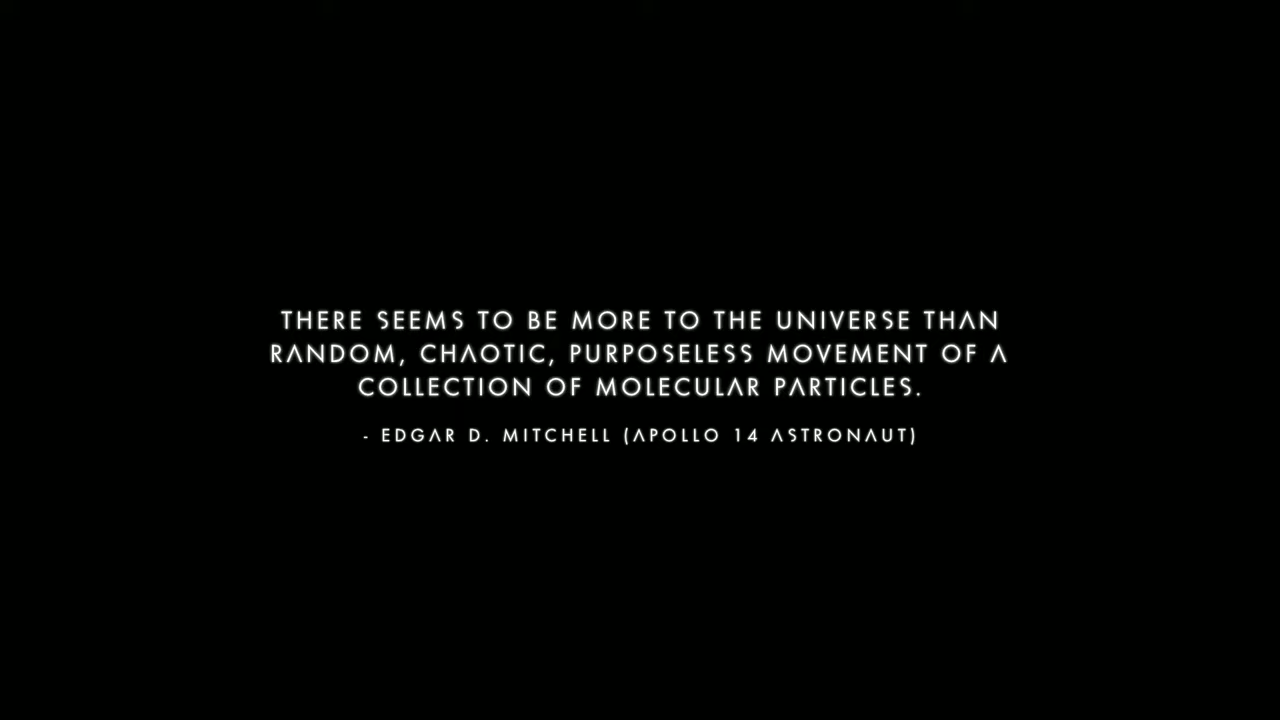 THERE SEEMS TO BE MORE TO THE UNIVERSE THAN
RANDOM, CHAOTIC, PURPOSELESS MOVEMENT OF A
COLLECTION OF MOLECULAR PARTICLES.
- EDGAR D. MITCHELL (APOLLO 14 ASTRONAUT)